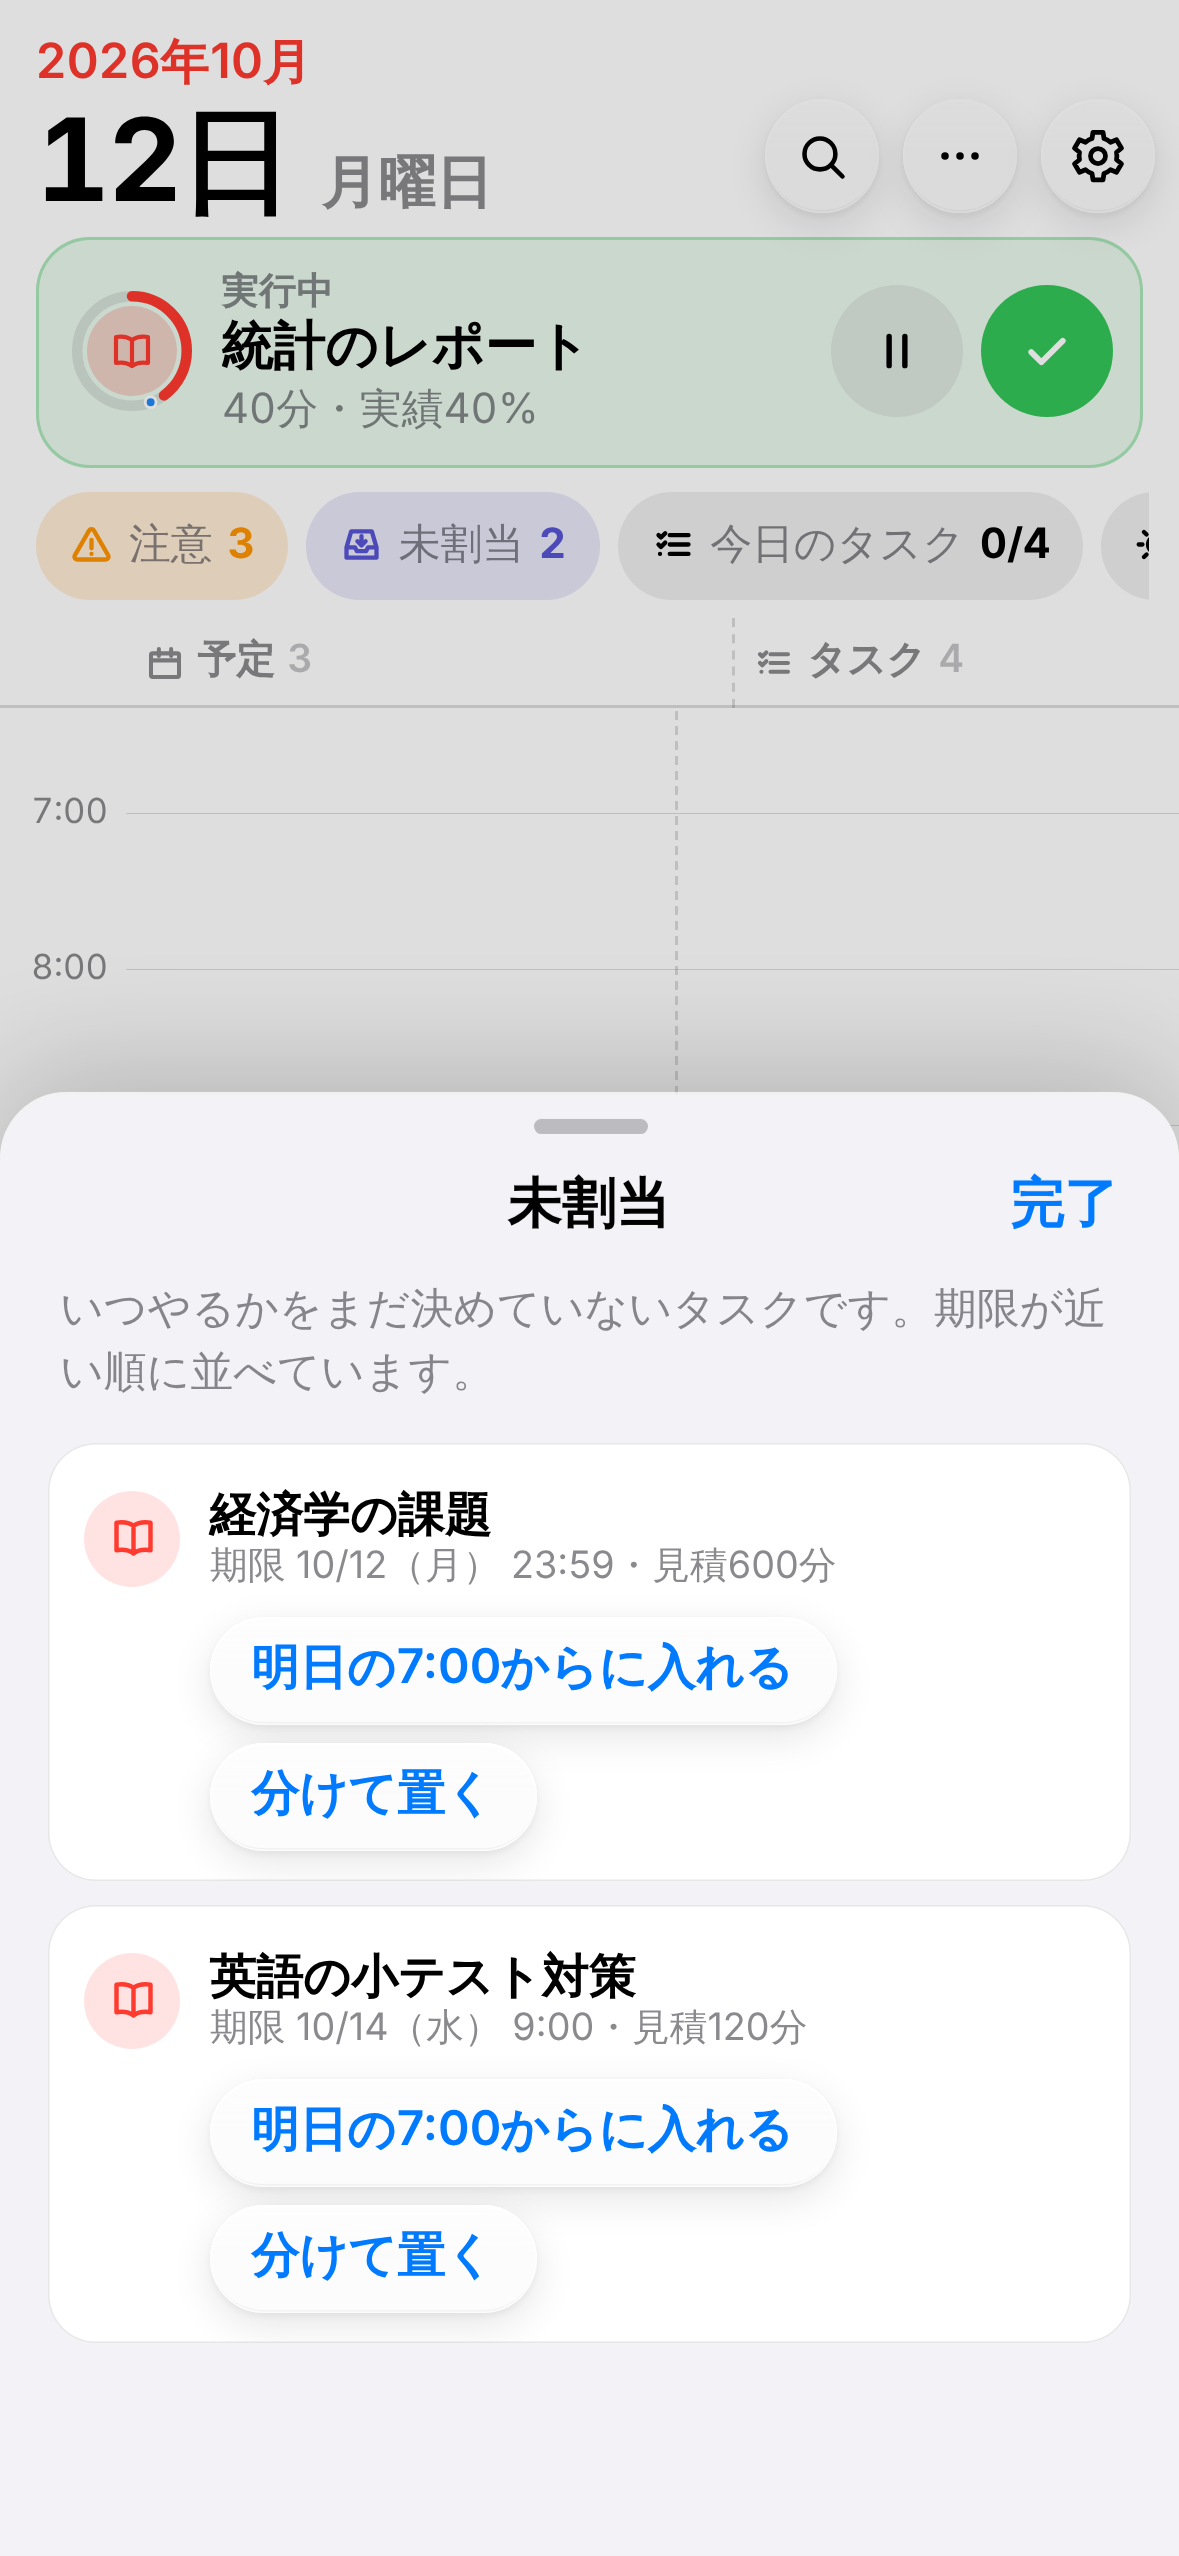 2026年10月
12日 月曜日
実行中
統計のレポート
40分・実績40%
注意 3 未割当 2 今日のタスク 0/4
予定 3 タスク 4
7:00
8:00
未割当 完了
いつやるかをまだ決めていないタスクです。期限が近
い順に並べています。
経済学の課題
期限 10/12（月） 23:59・見積600分
明日の7:00からに入れる
分けて置く
英語の小テスト対策
期限 10/14（水） 9:00・見積120分
明日の7:00からに入れる
分けて置く